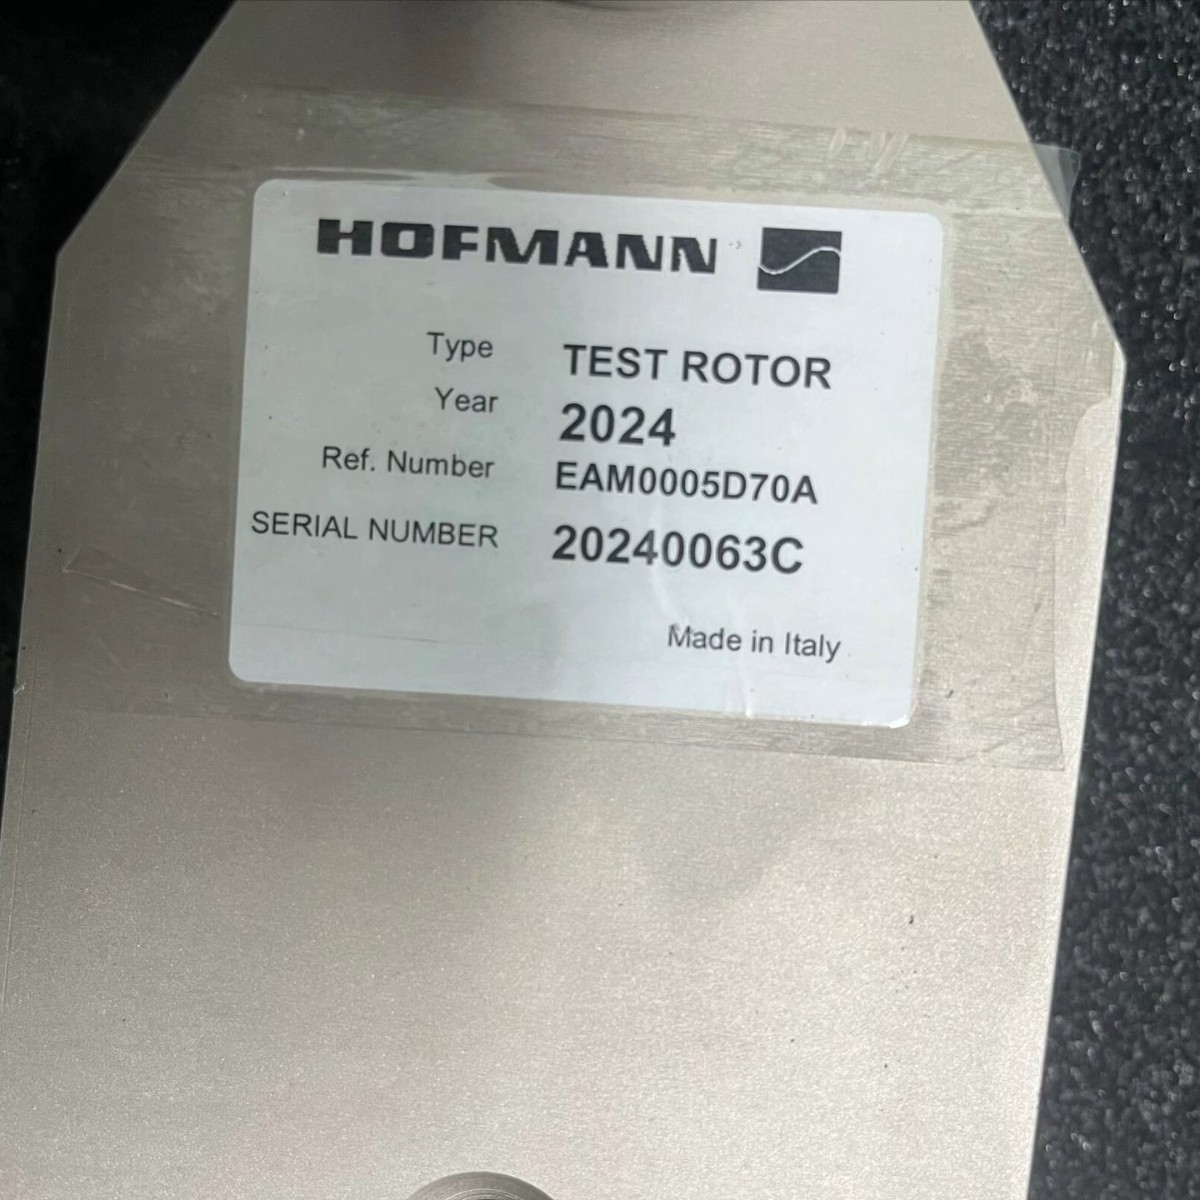 HOFMANN
Type TEST ROTOR
Year 2024
Ref. Number EAM0005D70A
SERIAL NUMBER 20240063C
Made in Italy